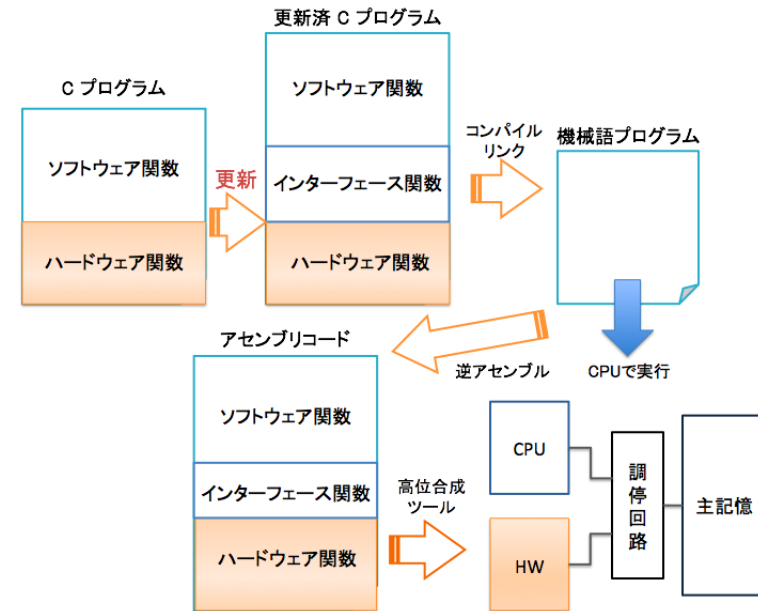 更新済 C プログラム
C プログラム
ソフトウェア関数
ソフトウェア関数
コンパイル
リンク
機械語プログラム
更新
インターフェース関数
ハードウェア関数
ハードウェア関数
アセンブリコード
逆アセンブル
CPUで実行
ソフトウェア関数
CPU
調
停
回
路
主記憶
インターフェース関数
高位合成
ツール
ハードウェア関数
HW